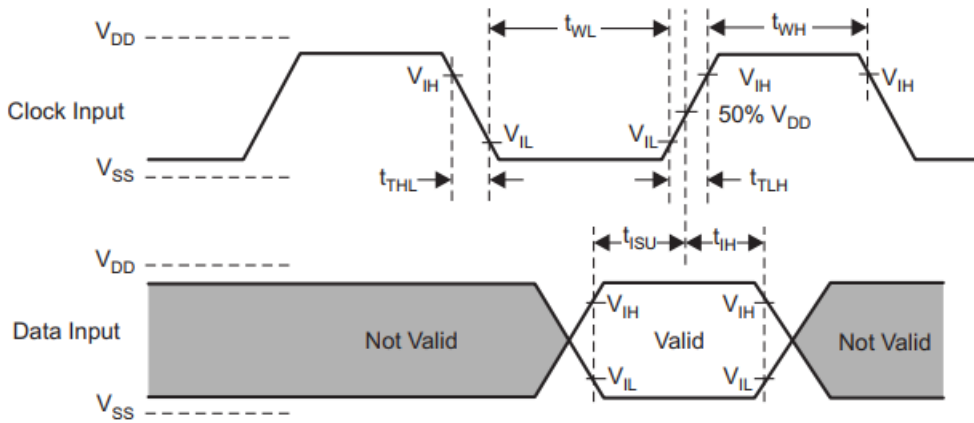 V_DD
t_WL
t_WH
V_IH
V_IH
V_IH
Clock Input
50% V_DD
V_IL
V_IL
V_SS
t_THL
t_TLH
t_ISU
t_IH
V_DD
V_IH
V_IH
Data Input
Not Valid
Valid
Not Valid
V_IL
V_IL
V_SS